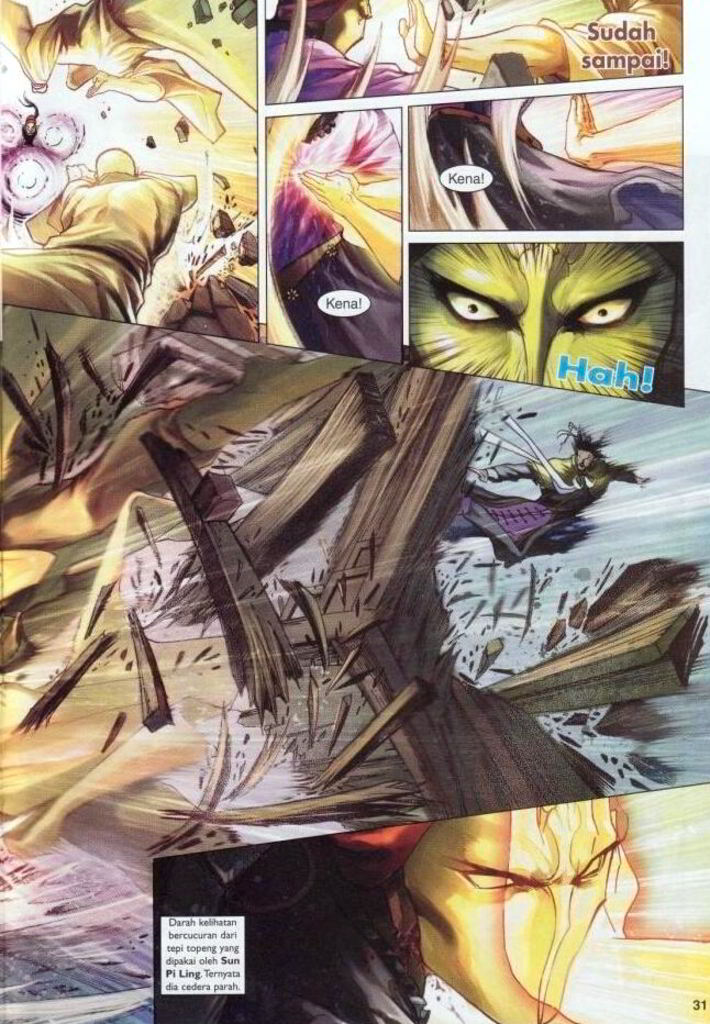 Sudah
sampai!
Kena!
Kena!
Hah!
Darah kelihatan
bercucuran dari
tepi topeng yang
dipakai oleh Sun
Pi Ling. Ternyata
dia cedera parah.
31